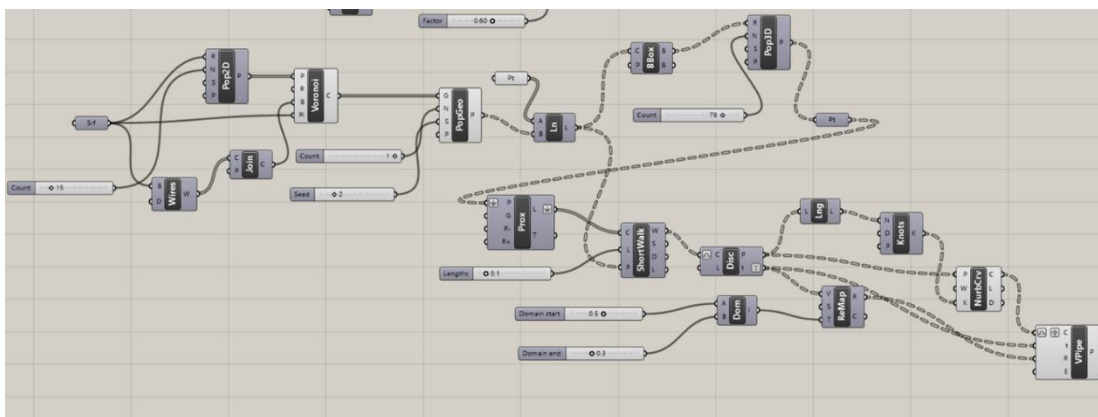 Factor 0.60
R N S P Pop2D P
Srf
Count 15
B D Wires W
C P Join C
P R B Pl Voronoi C
Count 1
Seed 2
G N S P PopGeo P
Pt
A B Ln L
C P BBox B B
Count 79
R N S P Pop3D P
Pt
P G R- R+ Prox L T
Lengths 0.1
C L P ShortWalk W S D L
Domain start 0.9
Domain end 0.3
A B Dom I
C L Disc P t
V S T ReMap R C
L Lng L
N D P Knots K
P W K NurbCrv C L D
C t R E VPipe P